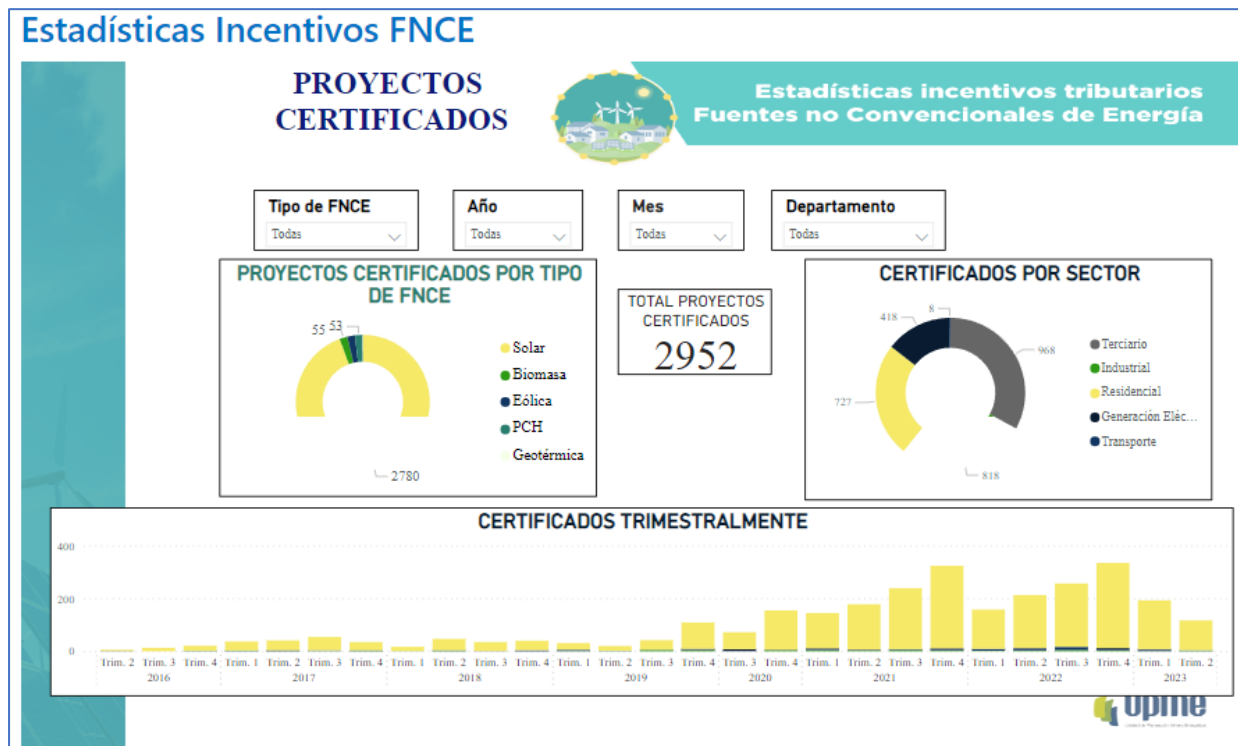 Estadísticas Incentivos FNCE
PROYECTOS
CERTIFICADOS
Estadísticas incentivos tributarios
Fuentes no Convencionales de Energía
Tipo de FNCE
Todas
Año
Todas
Mes
Todas
Departamento
Todas
PROYECTOS CERTIFICADOS POR TIPO
DE FNCE
55
53
2780
Solar
Biomasa
Eólica
PCH
Geotérmica
TOTAL PROYECTOS
CERTIFICADOS
2952
CERTIFICADOS POR SECTOR
8
418
968
727
818
Terciario
Industrial
Residencial
Generación Eléc...
Transporte
CERTIFICADOS TRIMESTRALMENTE
400
200
0
Trim. 2 Trim. 3 Trim. 4 Trim. 1 Trim. 2 Trim. 3 Trim. 4 Trim. 1 Trim. 2 Trim. 3 Trim. 4 Trim. 1 Trim. 2 Trim. 3 Trim. 4 Trim. 3 Trim. 4 Trim. 1 Trim. 2 Trim. 3 Trim. 4 Trim. 1 Trim. 2 Trim. 3 Trim. 4 Trim. 1 Trim. 2
2016 2017 2018 2019 2020 2021 2022 2023
upme